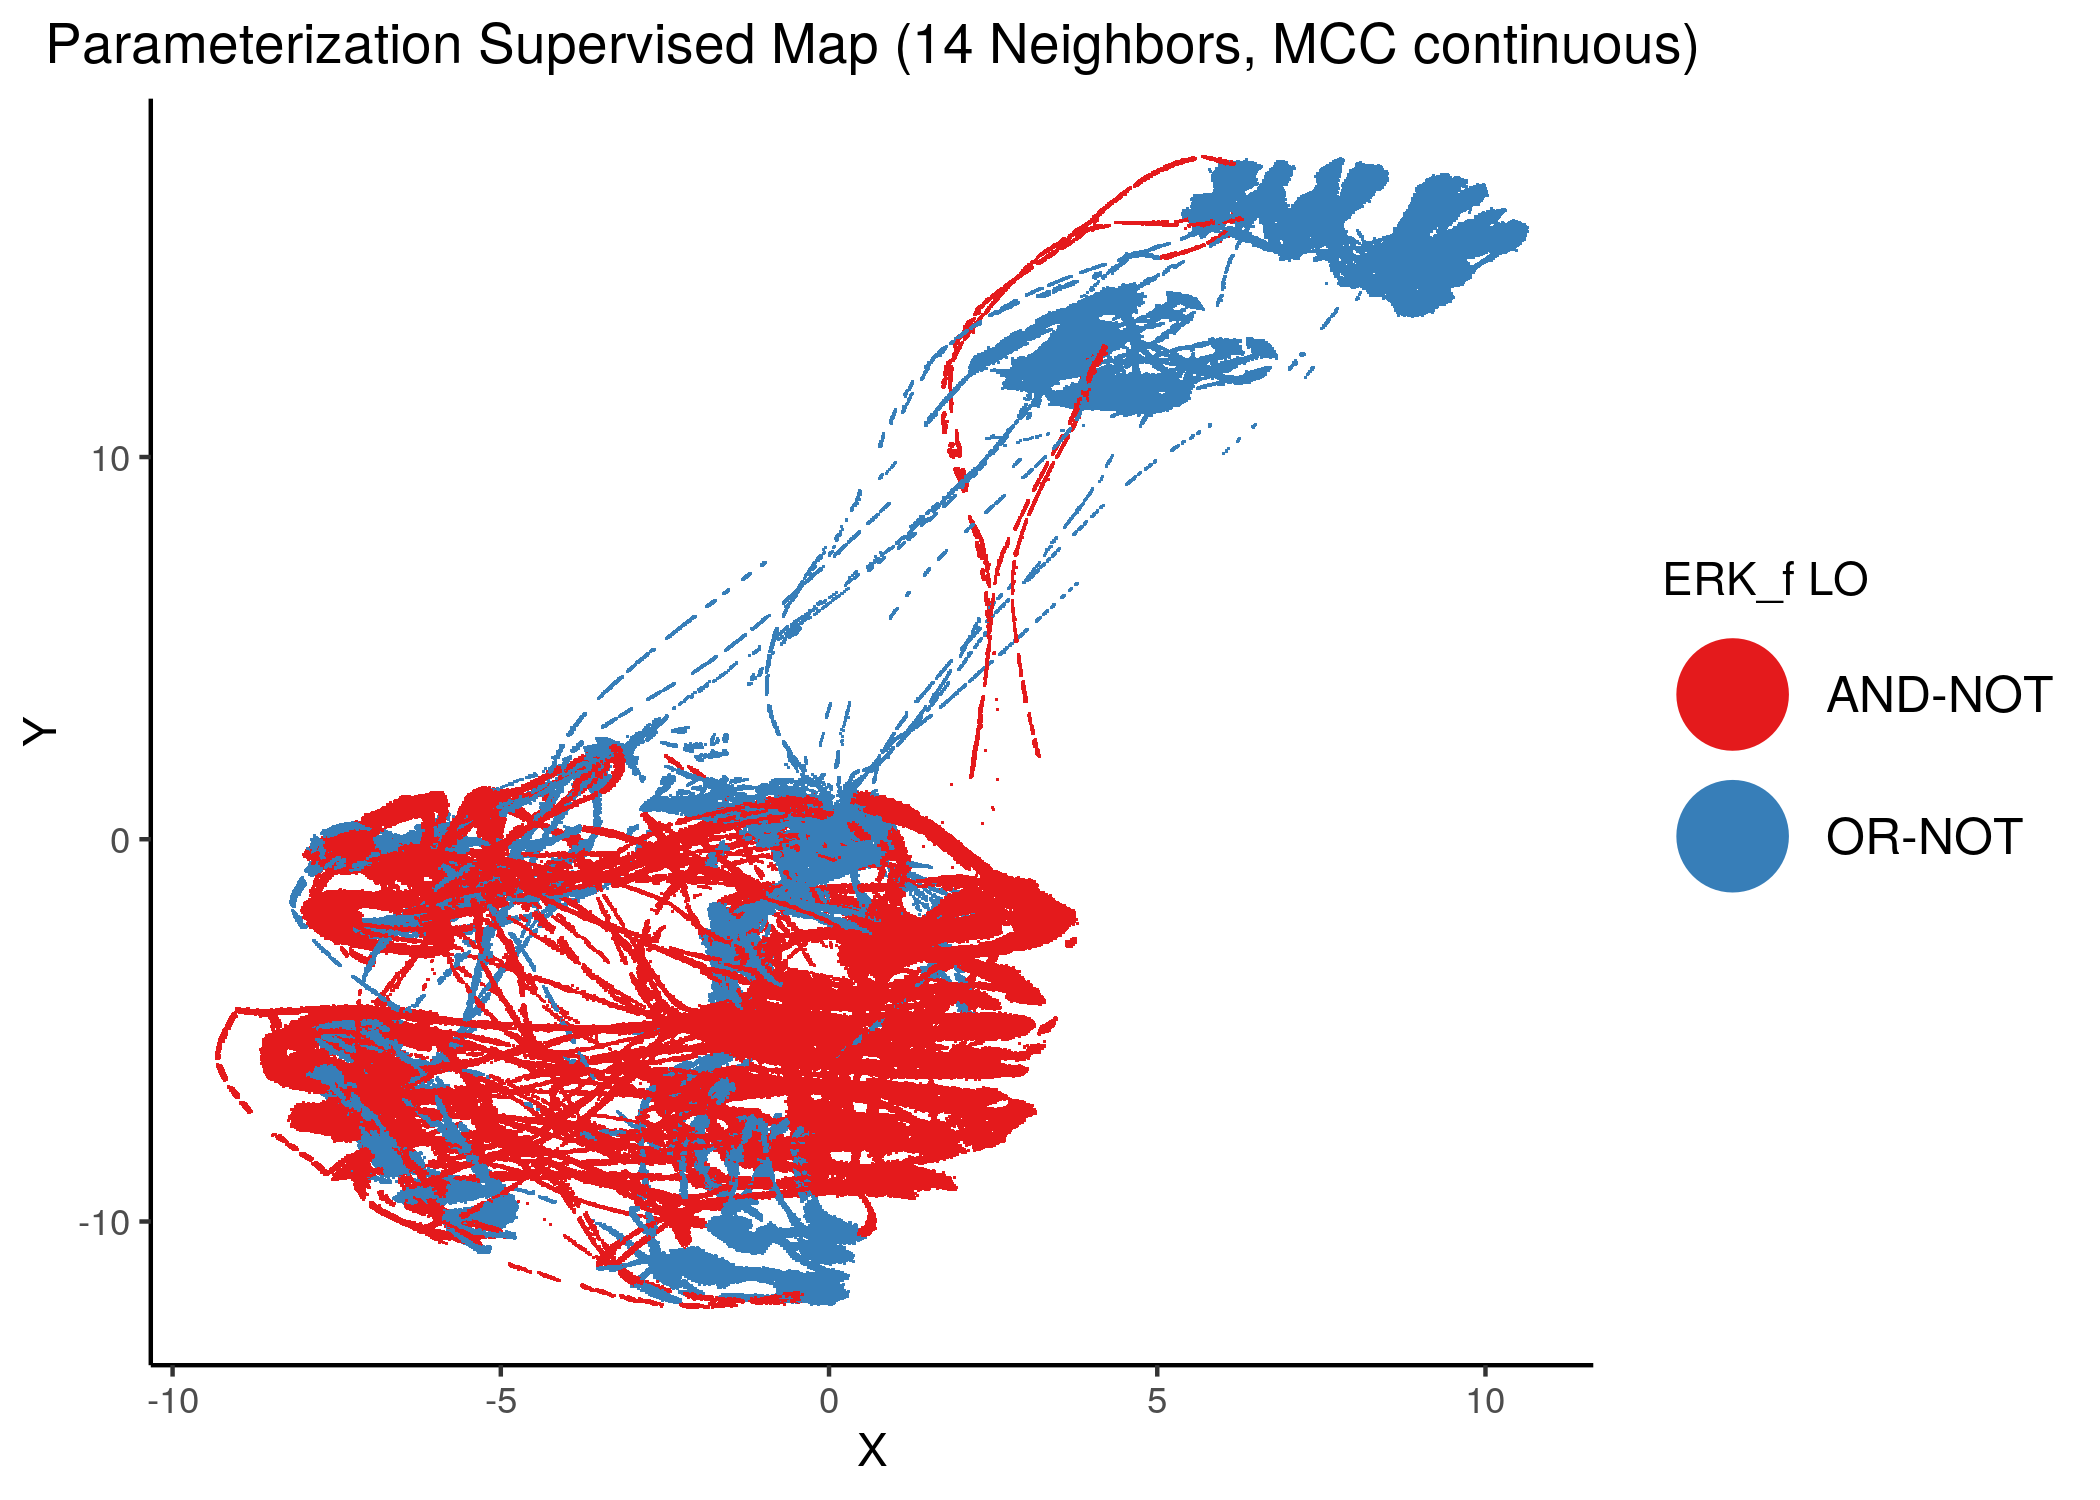 Parameterization Supervised Map (14 Neighbors, MCC continuous)
10
0
-10
Y
-10
-5
0
5
10
X
ERK_f LO
AND-NOT
OR-NOT